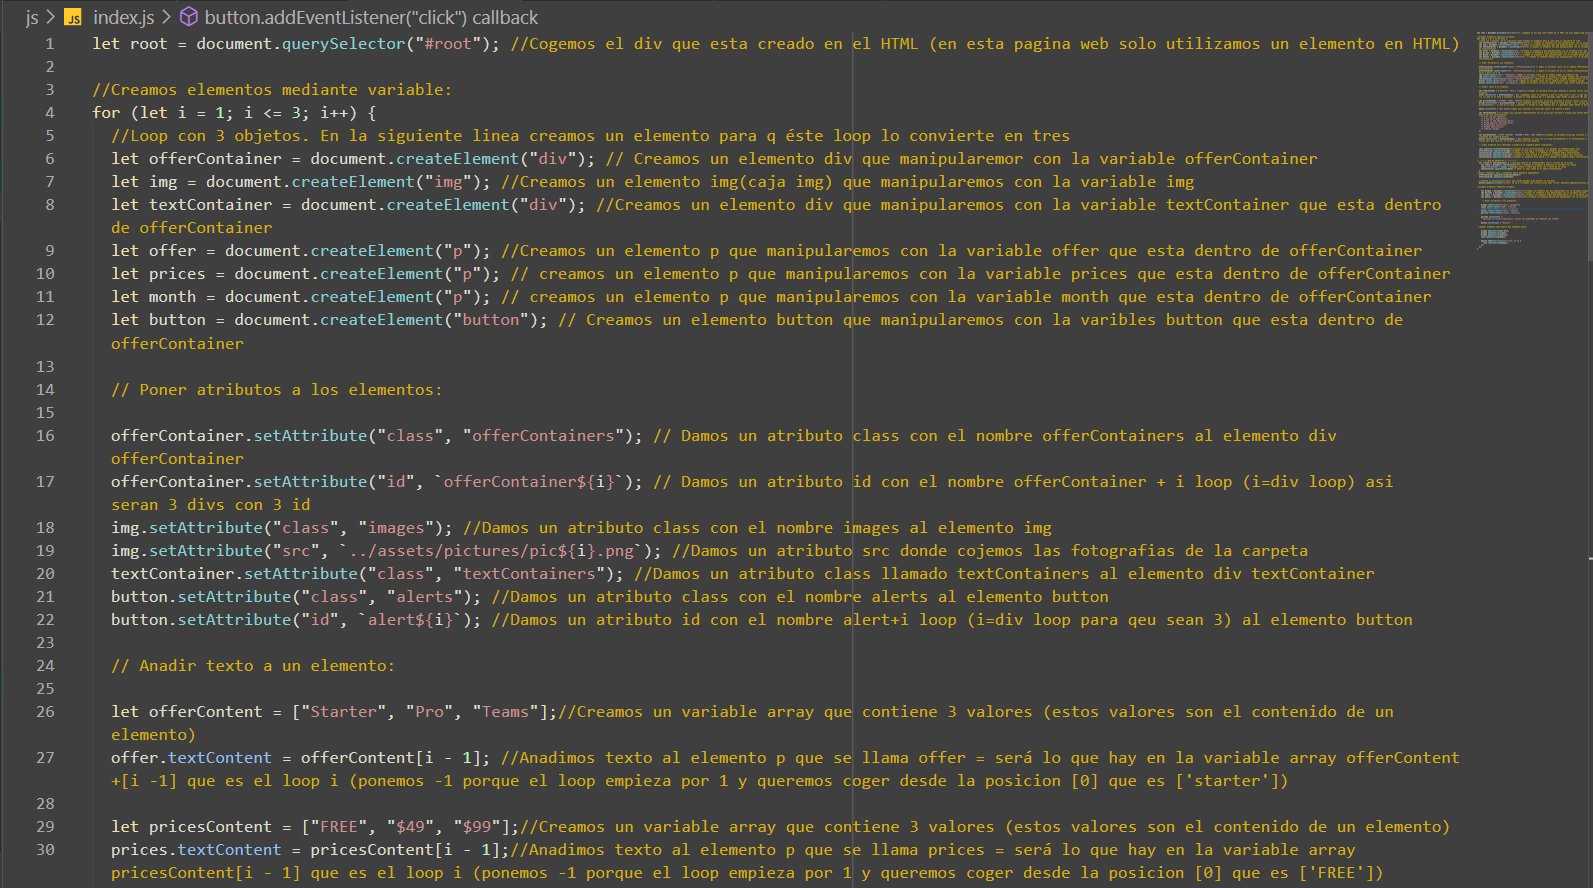 js > JS index.js > button.addEventListener("click") callback
1 let root = document.querySelector("#root"); //Cogemos el div que esta creado en el HTML (en esta pagina web solo utilizamos un elemento en HTML)
2
3 //Creamos elementos mediante variable:
4 for (let i = 1; i <= 3; i++) {
5 //Loop con 3 objetos. En la siguiente linea creamos un elemento para q éste loop lo convierte en tres
6 let offerContainer = document.createElement("div"); // Creamos un elemento div que manipularemor con la variable offerContainer
7 let img = document.createElement("img"); //Creamos un elemento img(caja img) que manipularemos con la variable img
8 let textContainer = document.createElement("div"); //Creamos un elemento div que manipularemos con la variable textContainer que esta dentro
de offerContainer
9 let offer = document.createElement("p"); //Creamos un elemento p que manipularemos con la variable offer que esta dentro de offerContainer
10 let prices = document.createElement("p"); // creamos un elemento p que manipularemos con la variable prices que esta dentro de offerContainer
11 let month = document.createElement("p"); // creamos un elemento p que manipularemos con la variable month que esta dentro de offerContainer
12 let button = document.createElement("button"); // Creamos un elemento button que manipularemos con la varibles button que esta dentro de
offerContainer
13
14 // Poner atributos a los elementos:
15
16 offerContainer.setAttribute("class", "offerContainers"); // Damos un atributo class con el nombre offerContainers al elemento div
offerContainer
17 offerContainer.setAttribute("id", `offerContainer${i}`); // Damos un atributo id con el nombre offerContainer + i loop (i=div loop) asi
seran 3 divs con 3 id
18 img.setAttribute("class", "images"); //Damos un atributo class con el nombre images al elemento img
19 img.setAttribute("src", `../assets/pictures/pic${i}.png`); //Damos un atributo src donde cojemos las fotografias de la carpeta
20 textContainer.setAttribute("class", "textContainers"); //Damos un atributo class llamado textContainers al elemento div textContainer
21 button.setAttribute("class", "alerts"); //Damos un atributo class con el nombre alerts al elemento button
22 button.setAttribute("id", `alert${i}`); //Damos un atributo id con el nombre alert+i loop (i=div loop para qeu sean 3) al elemento button
23
24 // Anadir texto a un elemento:
25
26 let offerContent = ["Starter", "Pro", "Teams"];//Creamos un variable array que contiene 3 valores (estos valores son el contenido de un
elemento)
27 offer.textContent = offerContent[i - 1]; //Anadimos texto al elemento p que se llama offer = será lo que hay en la variable array offerContent
+[i -1] que es el loop i (ponemos -1 porque el loop empieza por 1 y queremos coger desde la posicion [0] que es ['starter'])
28
29 let pricesContent = ["FREE", "$49", "$99"];//Creamos un variable array que contiene 3 valores (estos valores son el contenido de un elemento)
30 prices.textContent = pricesContent[i - 1];//Anadimos texto al elemento p que se llama prices = será lo que hay en la variable array
pricesContent[i - 1] que es el loop i (ponemos -1 porque el loop empieza por 1 y queremos coger desde la posicion [0] que es ['FREE'])